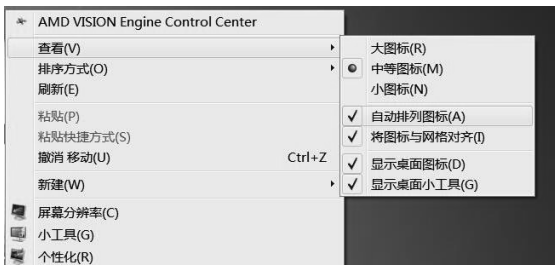 AMD VISION Engine Control Center
查看(V)
排序方式(O)
刷新(E)
粘贴(P)
粘贴快捷方式(S)
撤消 移动(U) Ctrl+Z
新建(W)
屏幕分辨率(C)
小工具(G)
个性化(R)
大图标(R)
中等图标(M)
小图标(N)
自动排列图标(A)
将图标与网格对齐(I)
显示桌面图标(D)
显示桌面小工具(G)